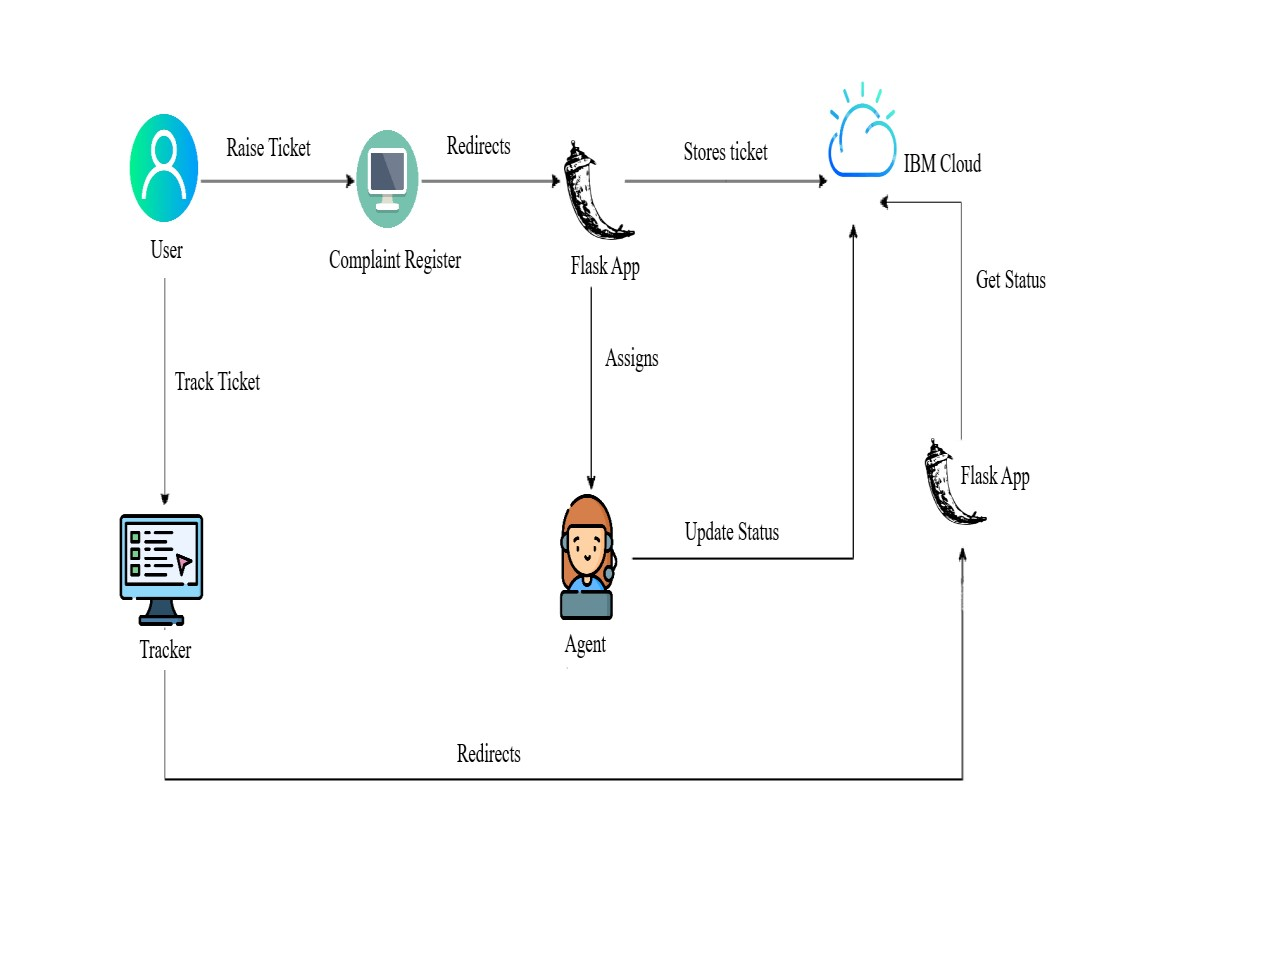 Raise Ticket
Redirects
Stores ticket
IBM Cloud
User
Complaint Register
Flask App
Get Status
Assigns
Track Ticket
Flask App
Update Status
Tracker
Agent
Redirects